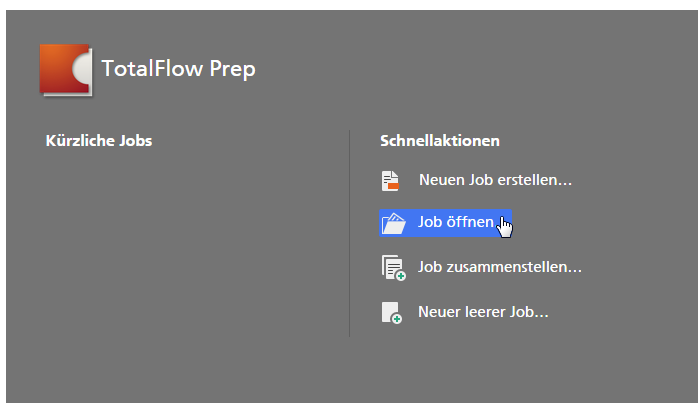 TotalFlow Prep
Kürzliche Jobs
Schnellaktionen
Neuen Job erstellen...
Job öffnen
Job zusammenstellen...
Neuer leerer Job...